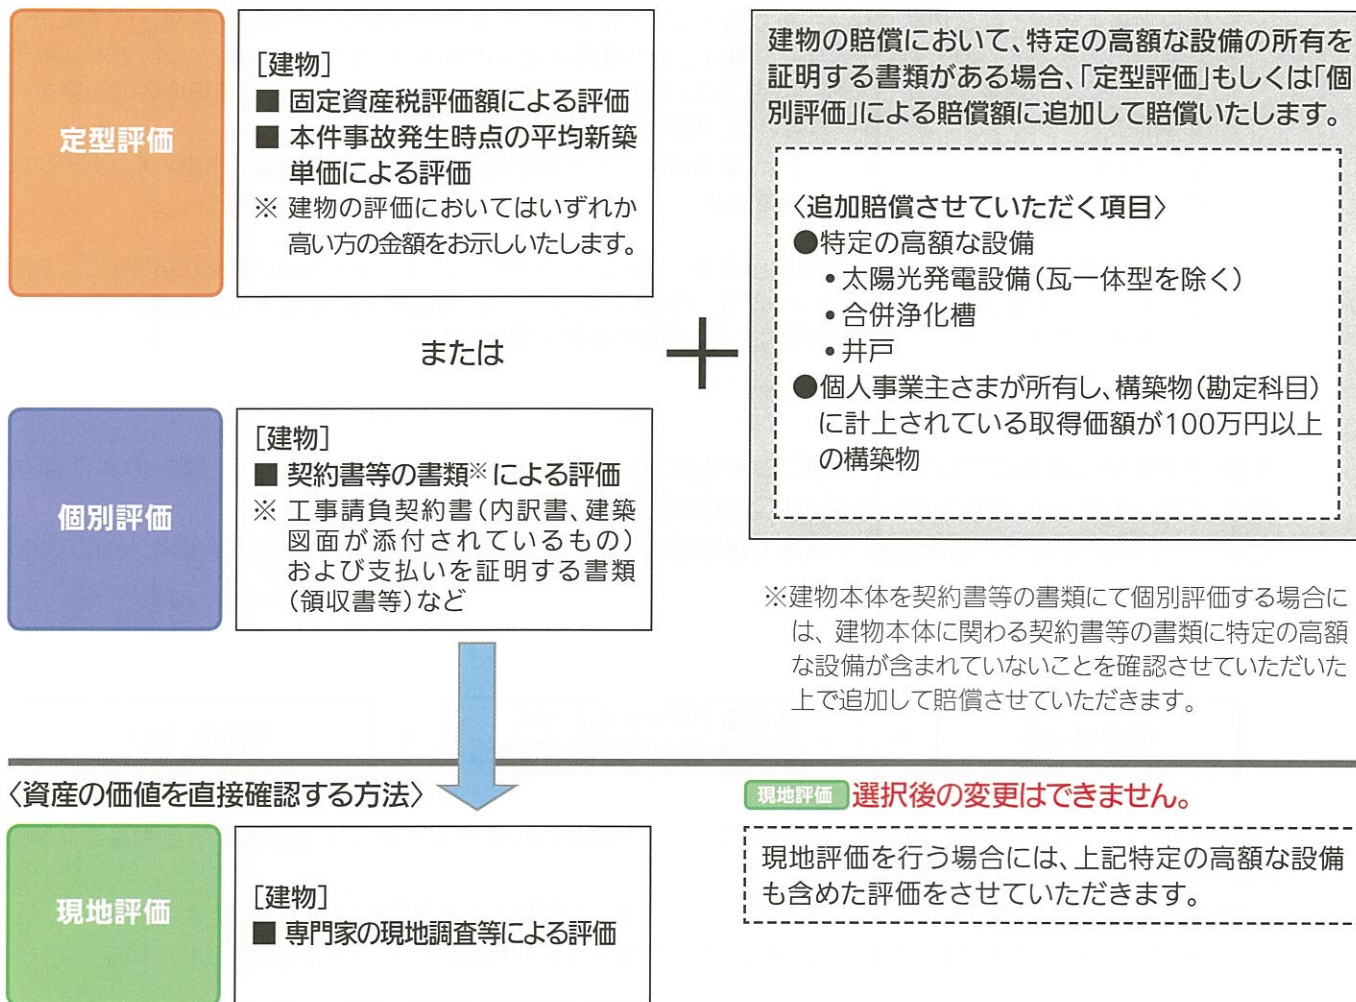 定型評価
[建物]
■ 固定資産税評価額による評価
■ 本件事故発生時点の平均新築
単価による評価
※ 建物の評価においてはいずれか
高い方の金額をお示しいたします。
または
個別評価
[建物]
■ 契約書等の書類※による評価
※ 工事請負契約書(内訳書、建築
図面が添付されているもの)
および支払いを証明する書類
(領収書等)など
＋
建物の賠償において、特定の高額な設備の所有を
証明する書類がある場合、「定型評価」もしくは「個
別評価」による賠償額に追加して賠償いたします。
〈追加賠償させていただく項目〉
●特定の高額な設備
• 太陽光発電設備(瓦一体型を除く)
• 合併浄化槽
• 井戸
●個人事業主さまが所有し、構築物(勘定科目)
に計上されている取得価額が100万円以上
の構築物
※建物本体を契約書等の書類にて個別評価する場合に
は、建物本体に関わる契約書等の書類に特定の高額
な設備が含まれていないことを確認させていただいた
上で追加して賠償させていただきます。
〈資産の価値を直接確認する方法〉
現地評価
[建物]
■ 専門家の現地調査等による評価
現地評価 選択後の変更はできません。
現地評価を行う場合には、上記特定の高額な設備
も含めた評価をさせていただきます。